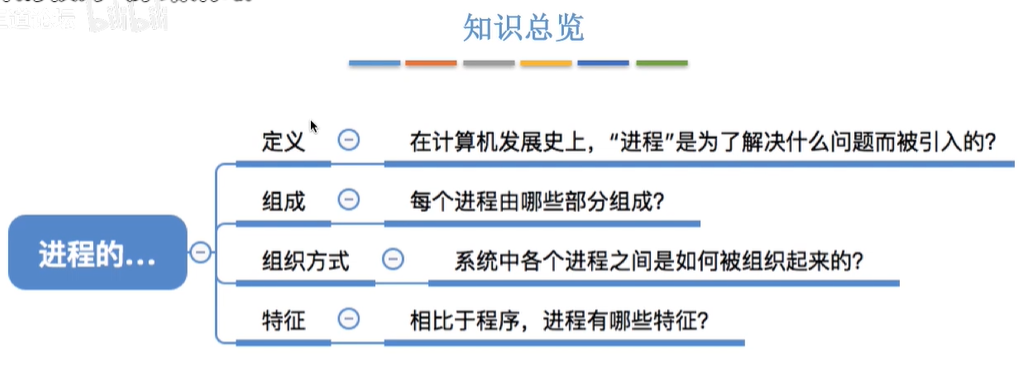 知识总览
定义
在计算机发展史上，“进程”是为了解决什么问题而被引入的？
组成
每个进程由哪些部分组成？
进程的...
组织方式
系统中各个进程之间是如何被组织起来的？
特征
相比于程序，进程有哪些特征？